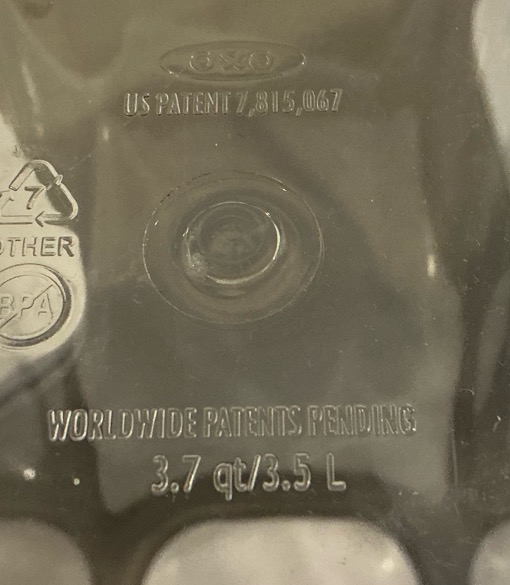 OXO
US PATENT 7,815,067
7
OTHER
BPA
WORLDWIDE PATENTS PENDING
3.7 qt/3.5 L